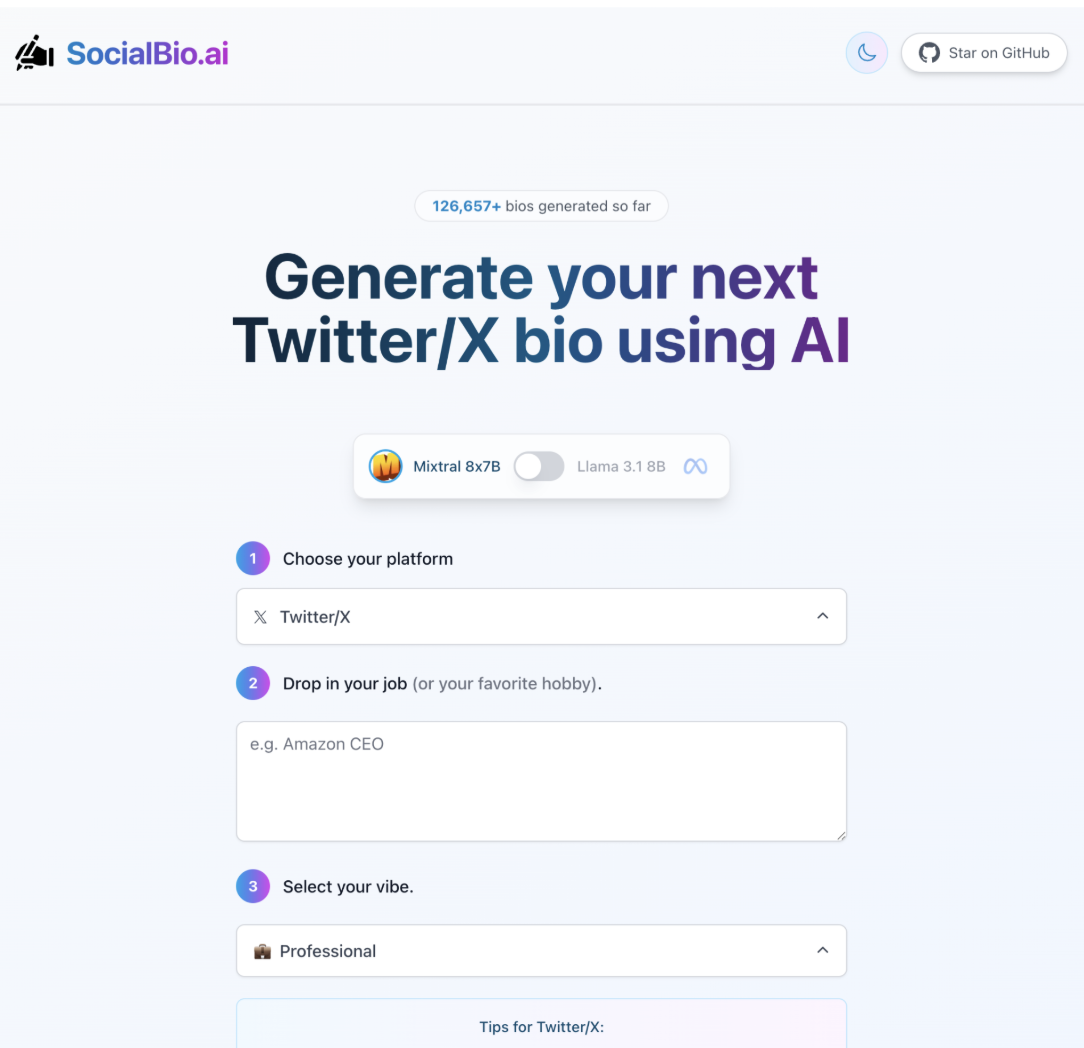 SocialBio.ai
Star on GitHub
126,657+ bios generated so far
Generate your next
Twitter/X bio using AI
Mixtral 8x7B
Llama 3.1 8B
1 Choose your platform
𝕏 Twitter/X
2 Drop in your job (or your favorite hobby).
e.g. Amazon CEO
3 Select your vibe.
Professional
Tips for Twitter/X: